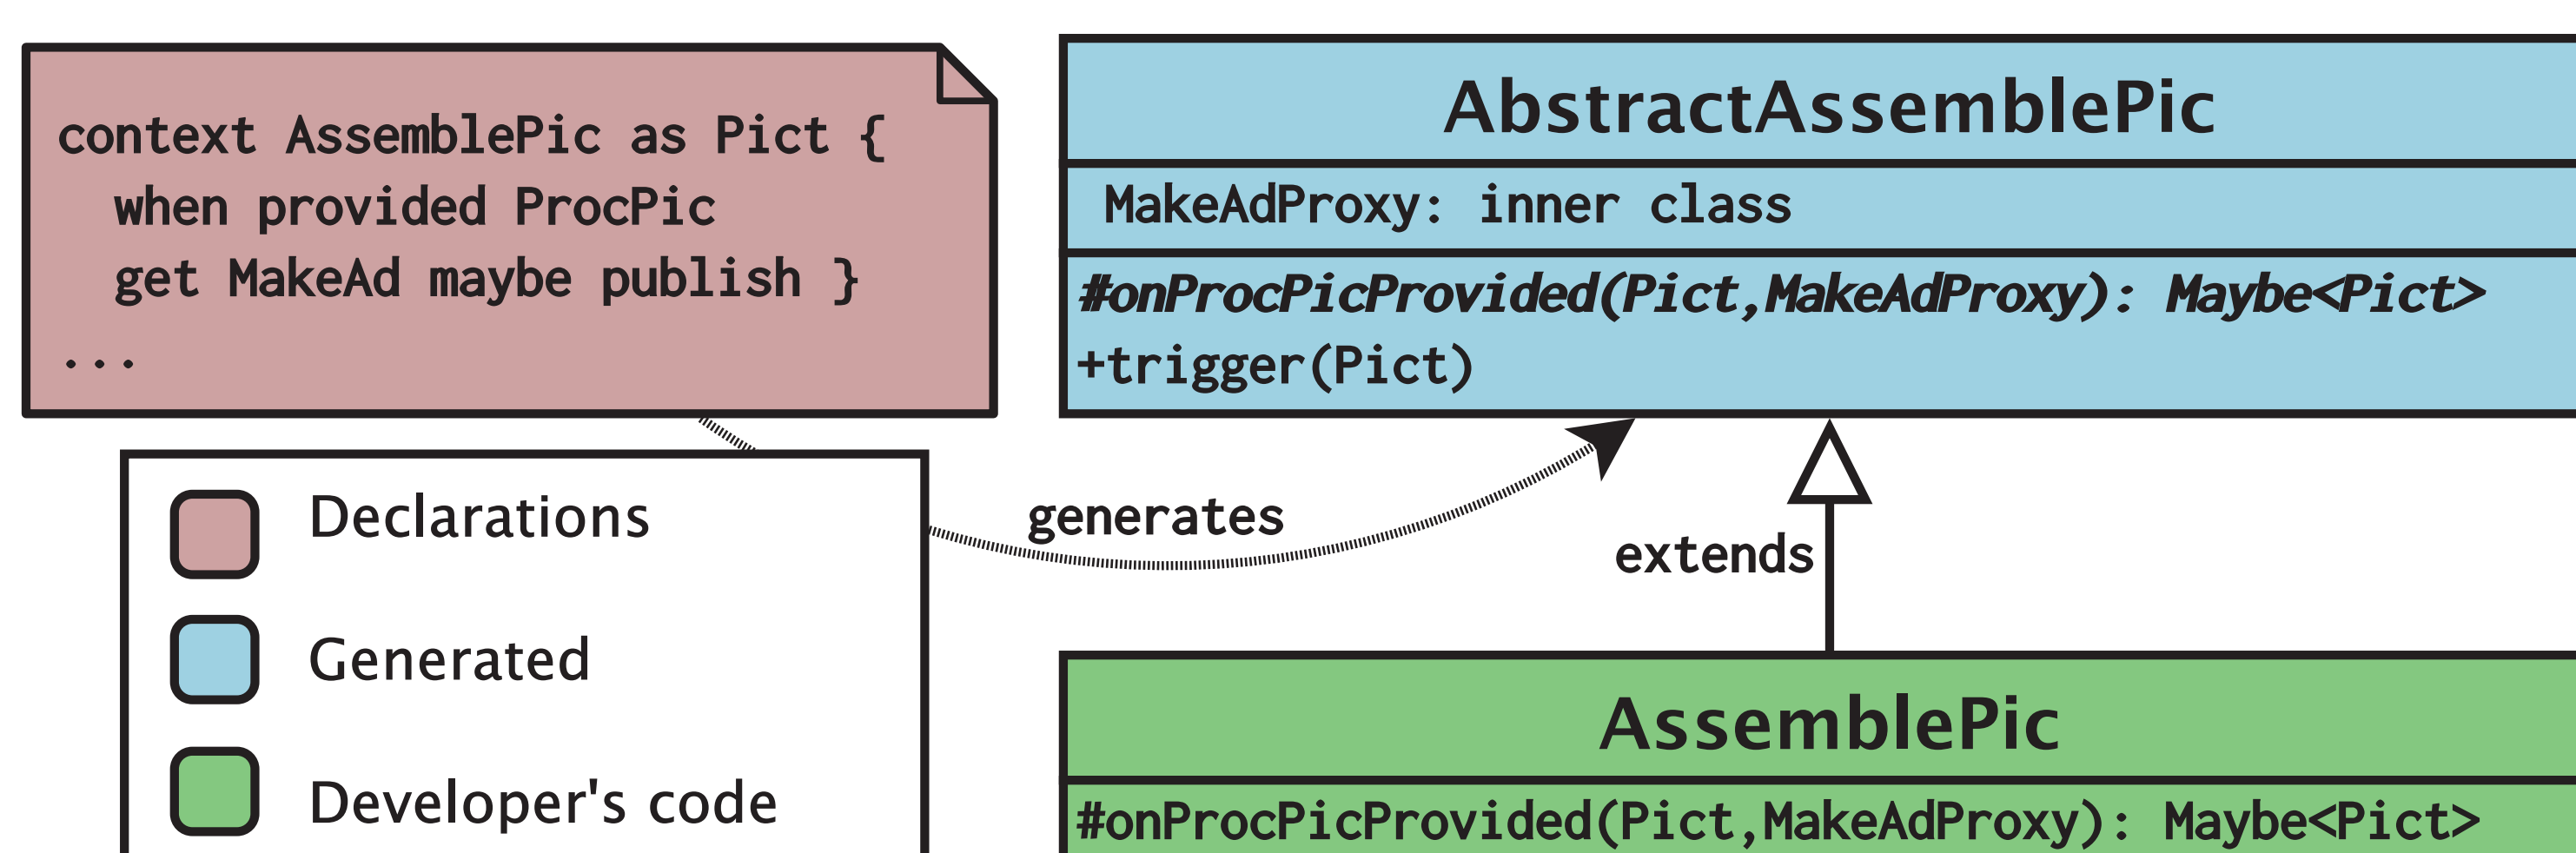 context AssemblePic as Pict {
when provided ProcPic
get MakeAd maybe publish }
...
AbstractAssemblePic
MakeAdProxy: inner class
#onProcPicProvided(Pict,MakeAdProxy): Maybe<Pict>
+trigger(Pict)
generates
extends
Declarations
Generated
Developer's code
AssemblePic
#onProcPicProvided(Pict,MakeAdProxy): Maybe<Pict>